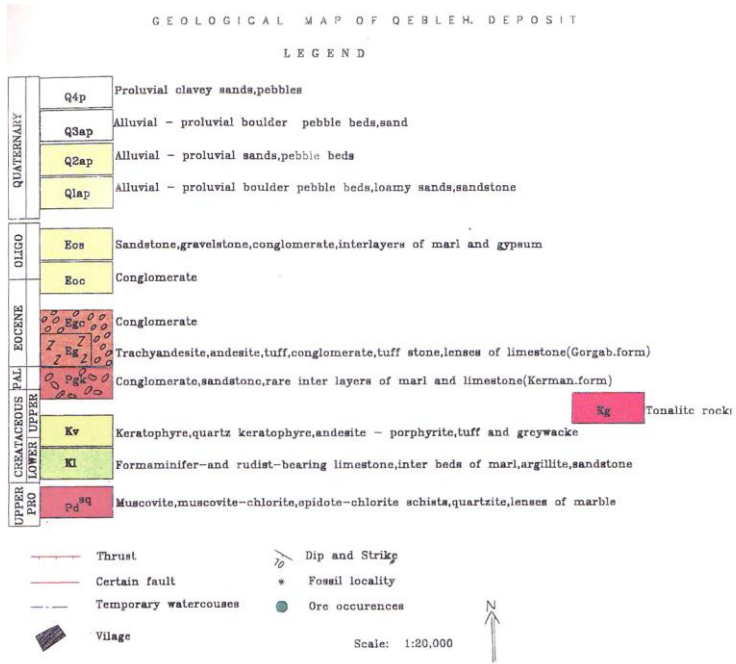 GEOLOGICAL MAP OF QEBLEH. DEPOSIT
LEGEND
QUATERNARY
Q4p Proluvial clavey sands,pebbles
Q3ap Alluvial – proluvial boulder pebble beds,sand
Q2ap Alluvial – proluvial sands,pebble beds
Q1ap Alluvial – proluvial boulder pebble beds,loamy sands,sandstone
OLIGO
Eos Sandstone,gravelstone,conglomerate,interlayers of marl and gypsum
Eoc Conglomerate
EOCENE
Egc Conglomerate
Eg Trachyandesite,andesite,tuff,conglomerate,tuff stone,lenses of limestone(Gorgab.form)
PAL
Pgk Conglomerate,sandstone,rare inter layers of marl and limestone(Kerman.form)
Kg Tonalite rocks
CREATACEOUS
UPPER
LOWER
Kv Keratophyre,quartz keratophyre,andesite – porphyrite,tuff and greywacke
Kl Formaminifer-and rudist-bearing limestone,inter beds of marl,argillite,sandstone
UPPER
PRO
Pd sq Muscovite,muscovite-chlorite,epidote-chlorite schists,quartzite,lenses of marble
Thrust
70 Dip and Strike
Certain fault
* Fossil locality
Temporary watercouses
Ore occurences
N
Vilage
Scale: 1:20,000